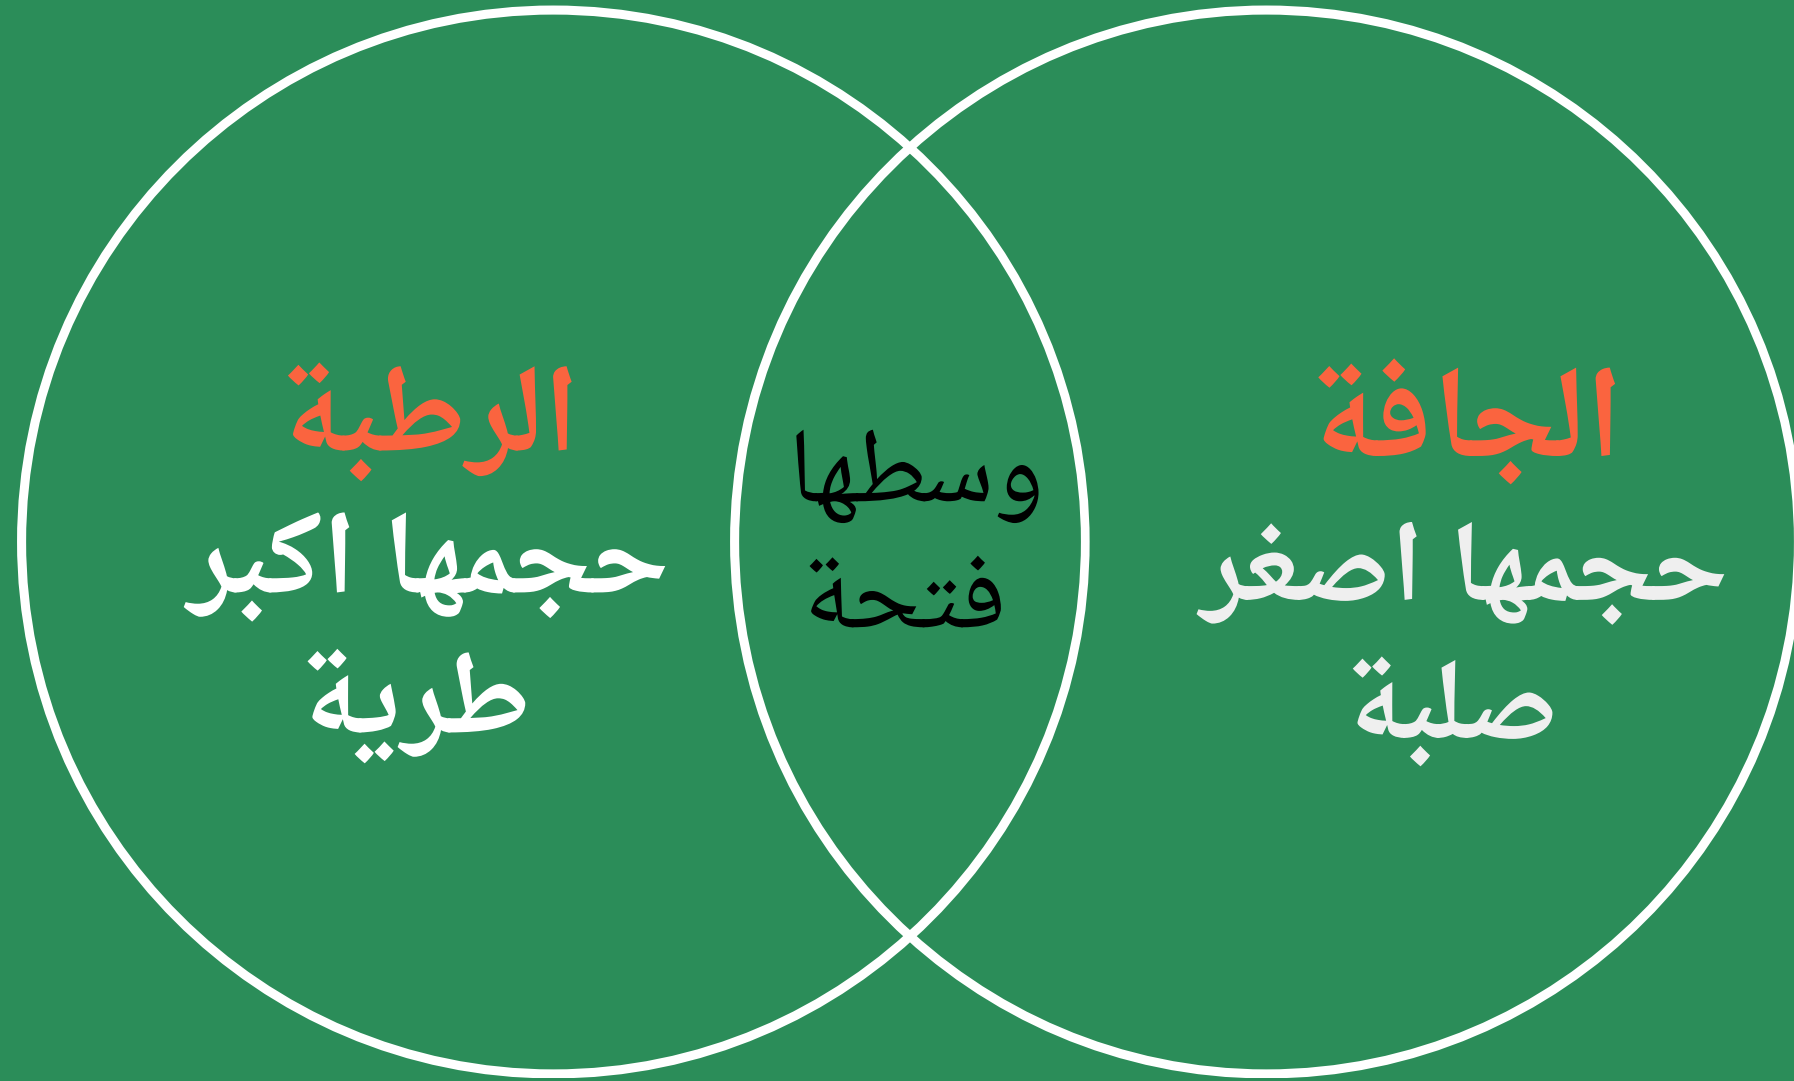 الجافة
حجمها اصغر
صلبة
وسطها
فتحة
الرطبة
حجمها اكبر
طرية